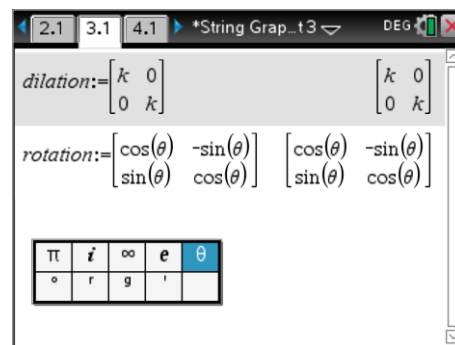 2.1 3.1 4.1 *String Grap...t3 DEG
dilation:=[k 0; 0 k] [k 0; 0 k]
rotation:=[cos(θ) -sin(θ); sin(θ) cos(θ)] [cos(θ) -sin(θ); sin(θ) cos(θ)]
π i ∞ e θ
° r g '